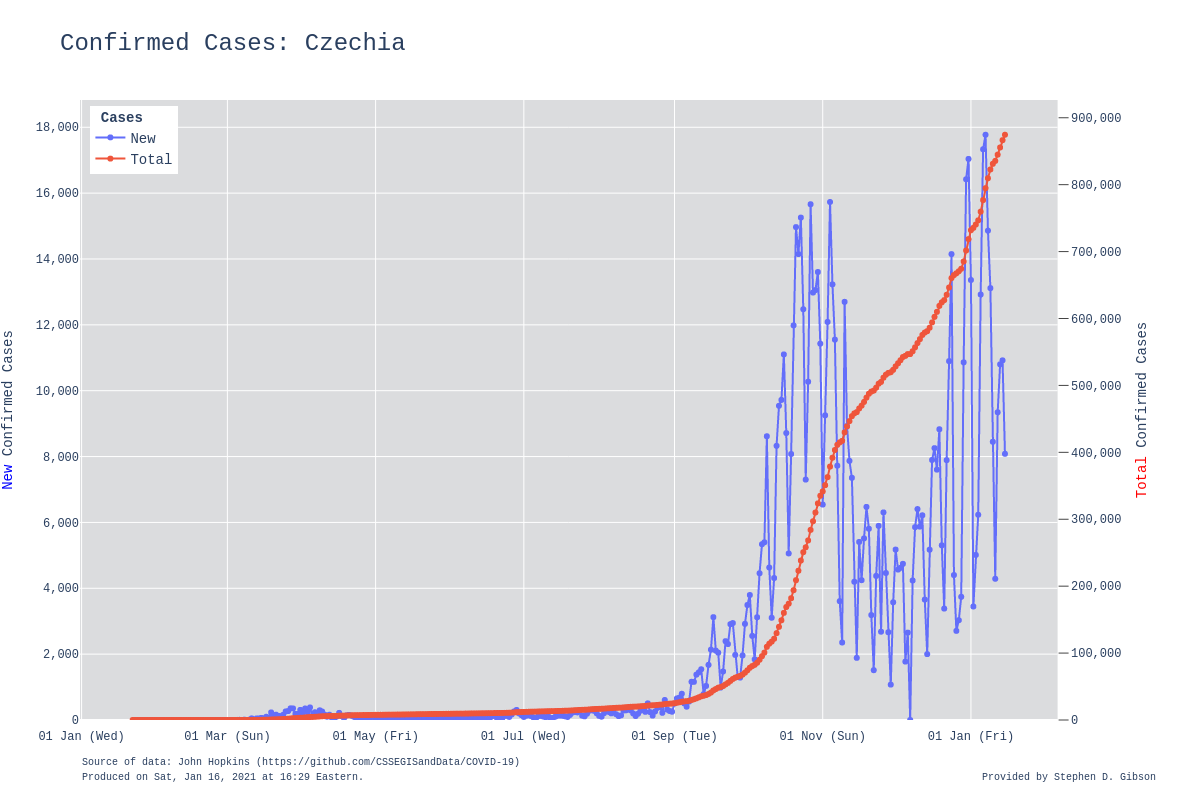 Confirmed Cases: Czechia
Cases
New
Total
18,000
16,000
14,000
12,000
10,000
8,000
6,000
4,000
2,000
0
New Confirmed Cases
900,000
800,000
700,000
600,000
500,000
400,000
300,000
200,000
100,000
0
Total Confirmed Cases
01 Jan (Wed) 01 Mar (Sun) 01 May (Fri) 01 Jul (Wed) 01 Sep (Tue) 01 Nov (Sun) 01 Jan (Fri)
Source of data: John Hopkins (https://github.com/CSSEGISandData/COVID-19)
Produced on Sat, Jan 16, 2021 at 16:29 Eastern.
Provided by Stephen D. Gibson